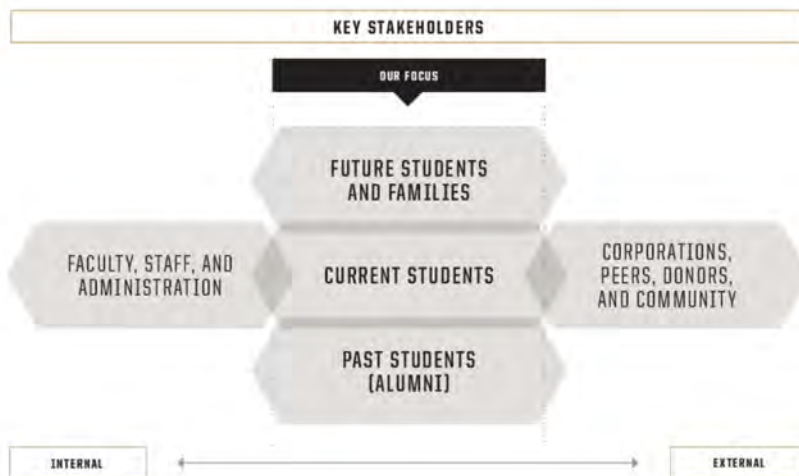 KEY STAKEHOLDERS
OUR FOCUS
FUTURE STUDENTS
AND FAMILIES
FACULTY, STAFF, AND
ADMINISTRATION
CURRENT STUDENTS
CORPORATIONS,
PEERS, DONORS,
AND COMMUNITY
PAST STUDENTS
(ALUMNI)
INTERNAL
EXTERNAL